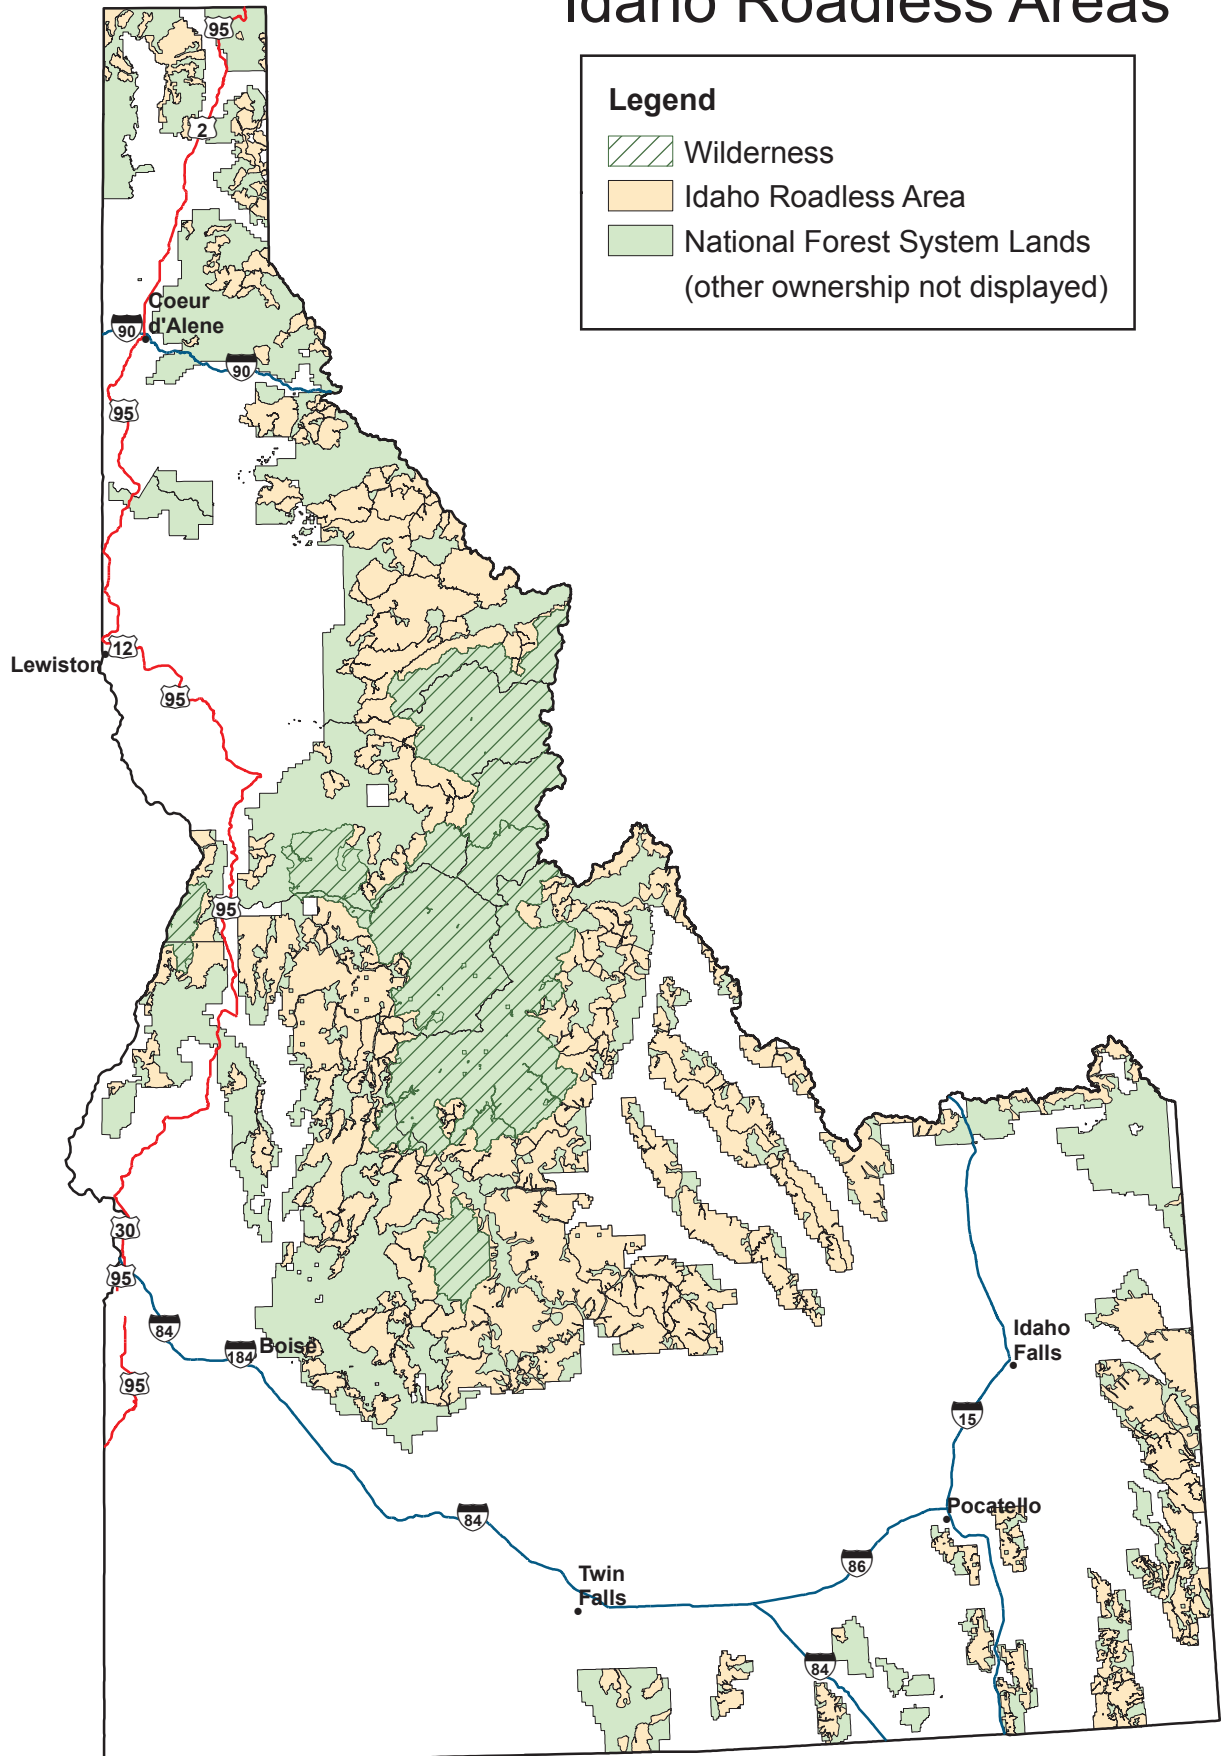 Idaho Roadless Areas
Legend
Wilderness
Idaho Roadless Area
National Forest System Lands
(other ownership not displayed)
95
2
Coeur
d'Alene
90
90
95
12
Lewiston
95
95
30
95
84
184
Boise
95
Idaho
Falls
15
84
Pocatello
86
Twin
Falls
84